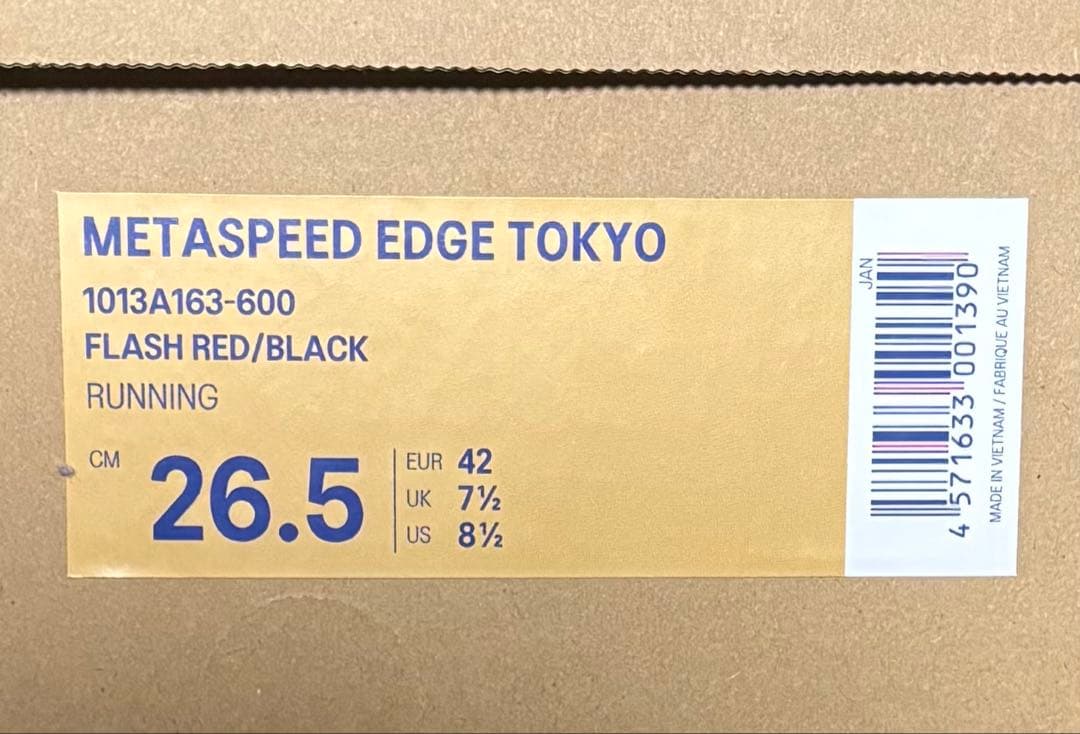 METASPEED EDGE TOKYO
1013A163-600
FLASH RED/BLACK
RUNNING
CM 26.5
EUR 42
UK 7½
US 8½
JAN
4 571633 001390
MADE IN VIETNAM / FABRIQUE AU VIETNAM